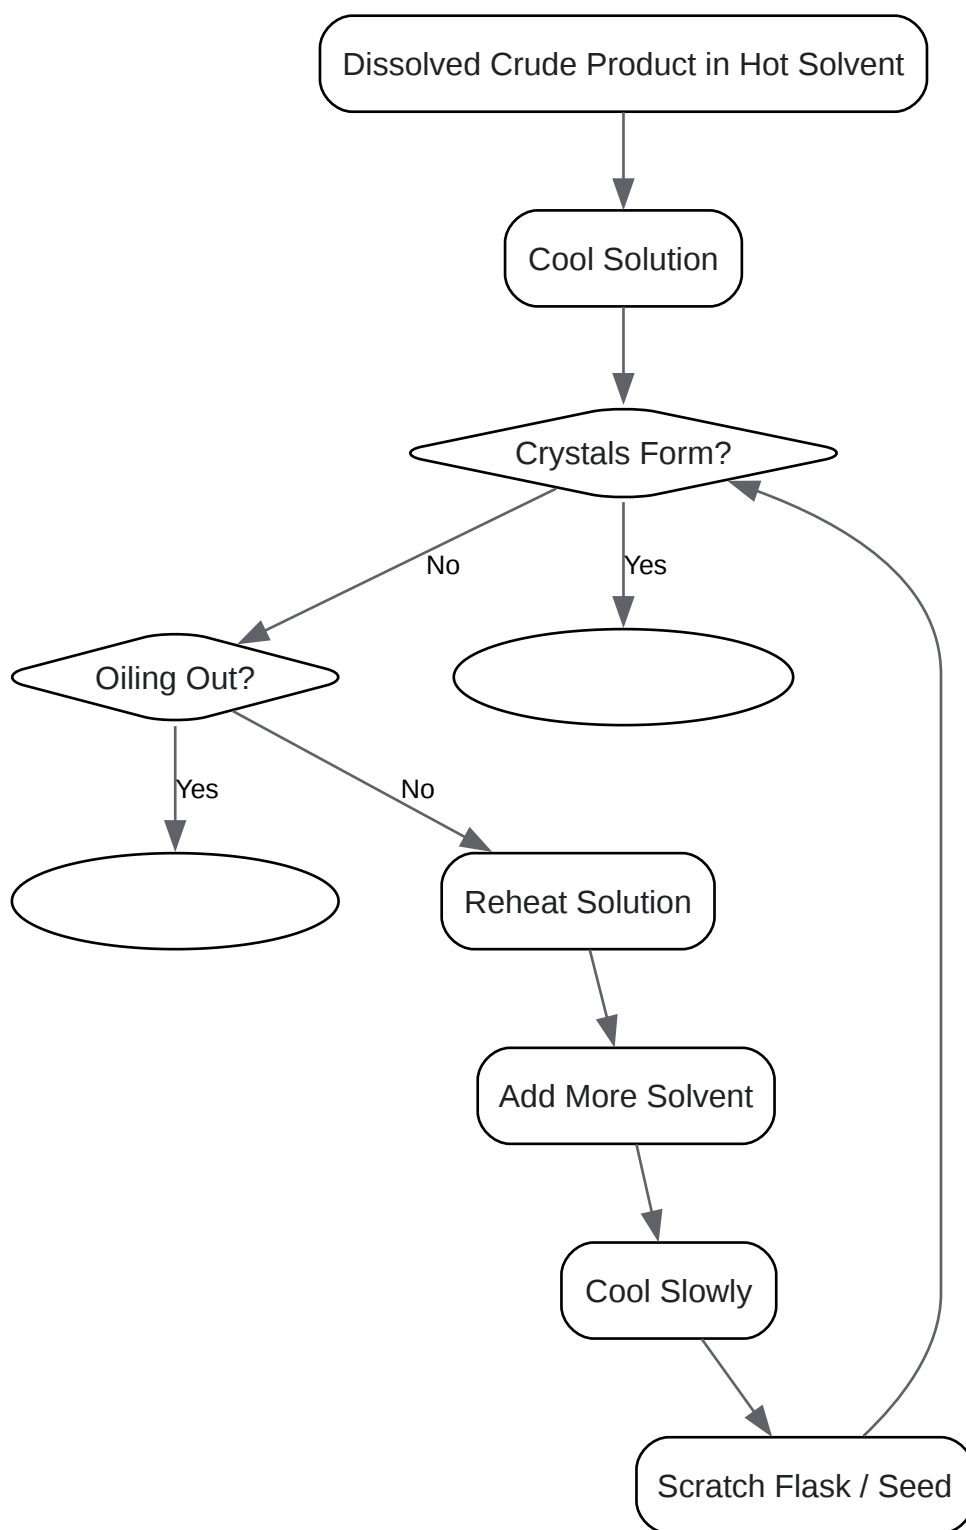 Dissolved Crude Product in Hot Solvent
Cool Solution
Crystals Form?
No
Yes
Oiling Out?
Yes
No
Reheat Solution
Add More Solvent
Cool Slowly
Scratch Flask / Seed